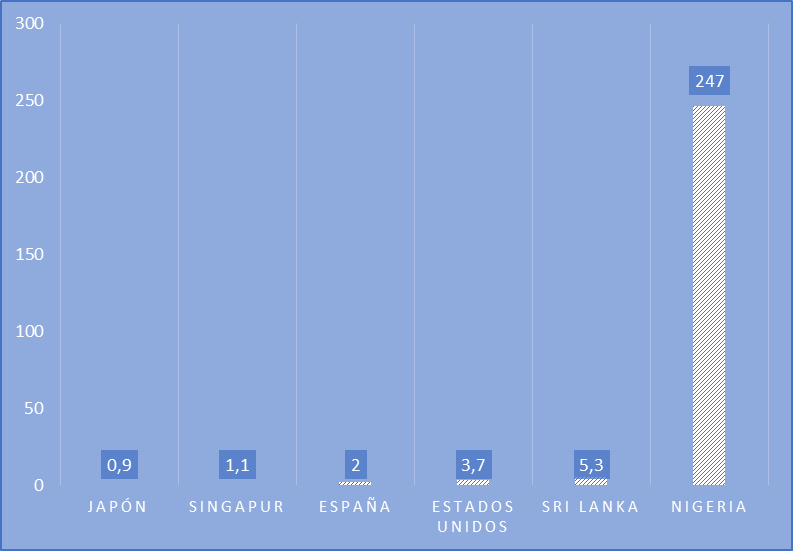 300
250
200
150
100
50
0
0,9
1,1
2
3,7
5,3
247
JAPÓN
SINGAPUR
ESPAÑA
ESTADOS
UNIDOS
SRI LANKA
NIGERIA